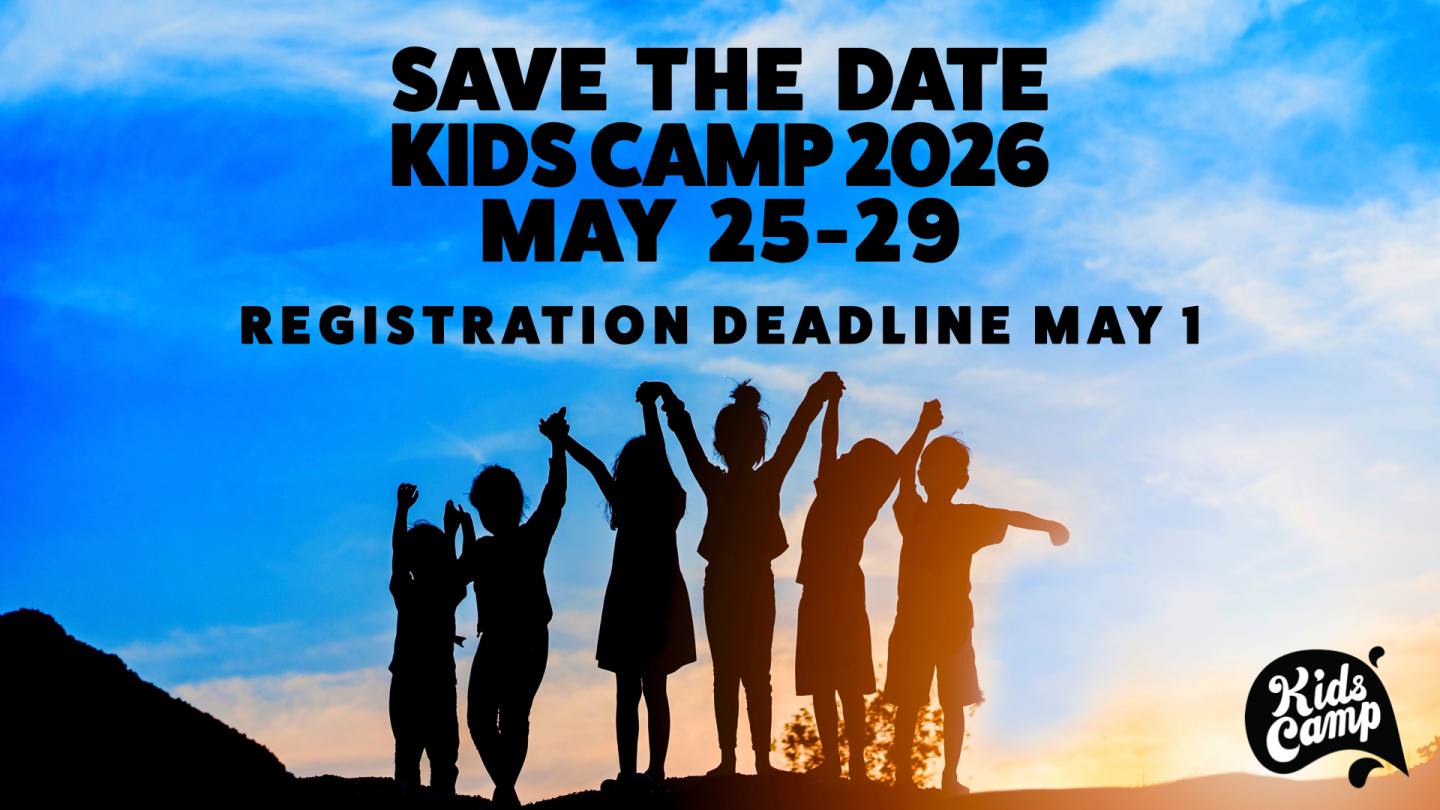 SAVE THE DATE
KIDS CAMP 2026
MAY 25-29
REGISTRATION DEADLINE MAY 1
Kids
Camp